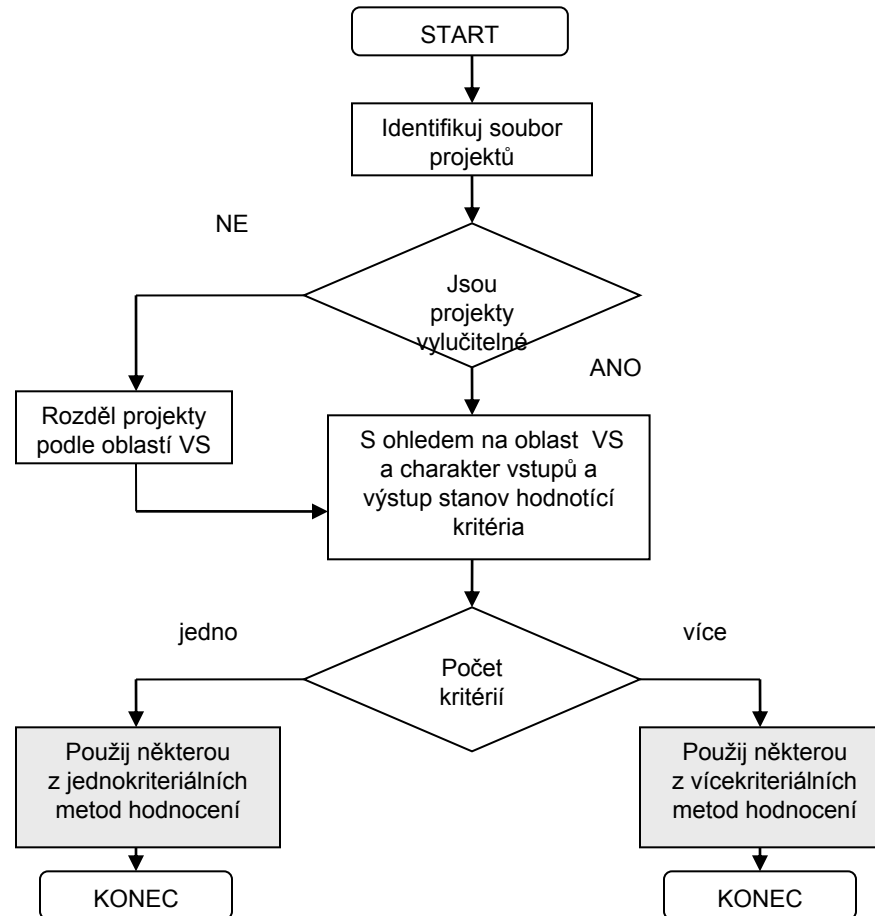 START
Identifikuj soubor
projektů
NE
Jsou
projekty
vylučitelné
ANO
Rozděl projekty
podle oblastí VS
S ohledem na oblast VS
a charakter vstupů a
výstup stanov hodnotící
kritéria
jedno
více
Počet
kritérií
Použij některou
z jednokriteriálních
metod hodnocení
Použij některou
z vícekriteriálních
metod hodnocení
KONEC
KONEC